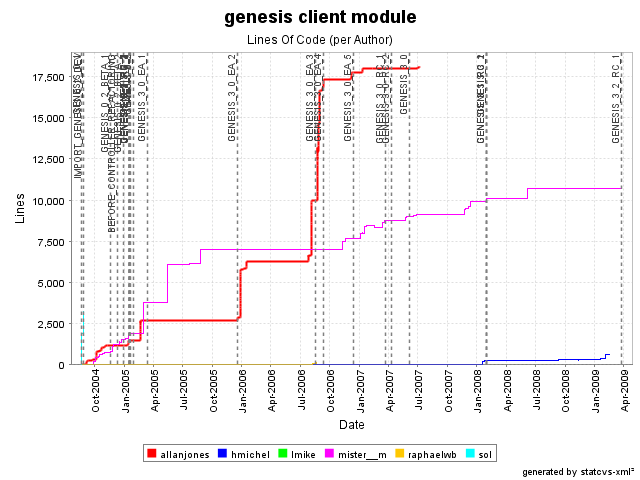 genesis client module
Lines Of Code (per Author)
GENESIS_3_0_EA_1
GENESIS_3_0_EA_2
GENESIS_3_0_EA_3
GENESIS_3_0_EA_4
GENESIS_3_0_EA_5
GENESIS_3_0_RC_1
GENESIS_3_0
GENESIS_3_2_RC_1
BEFORE-CONTROLLER-REFACTORING
Lines
17,500
15,000
12,500
10,000
7,500
5,000
2,500
0
Oct-2004
Jan-2005
Apr-2005
Jul-2005
Oct-2005
Jan-2006
Apr-2006
Jul-2006
Oct-2006
Jan-2007
Apr-2007
Jul-2007
Oct-2007
Jan-2008
Apr-2008
Jul-2008
Oct-2008
Jan-2009
Apr-2009
Date
allanjones hmichel lmike mister__m raphaelwb sol
generated by statcvs-xml²